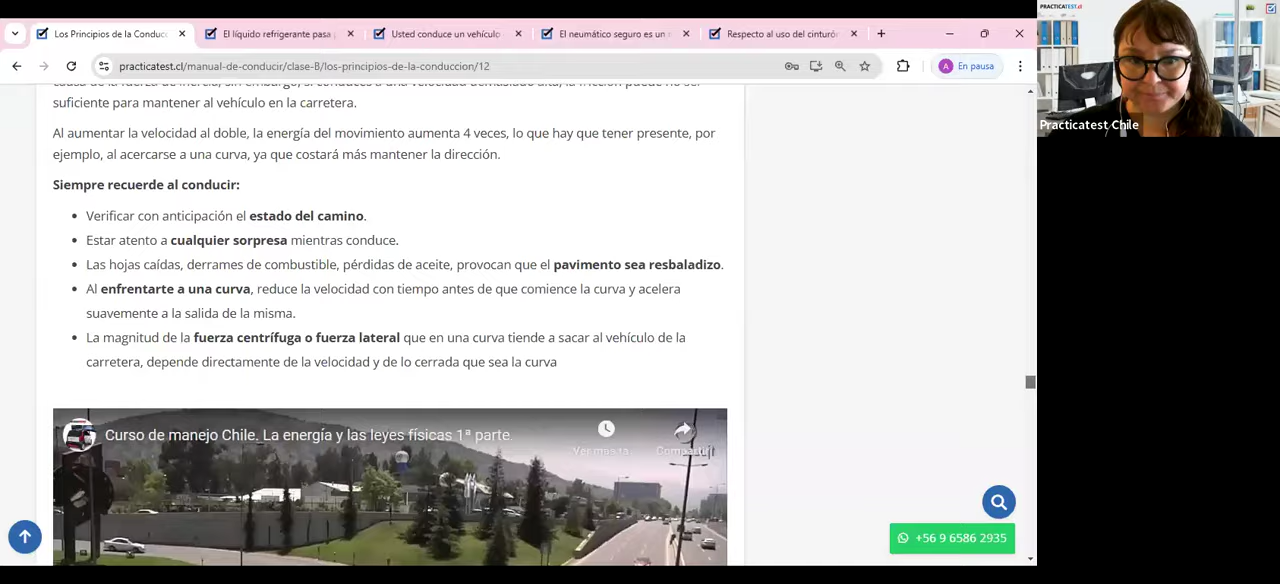 PRACTICATEST.cl
Los Principios de la Conduc
El líquido refrigerante pasa
Usted conduce un vehículo
El neumático seguro es un
Respecto al uso del cinturó
practicatest.cl/manual-de-conducir/clase-B/los-principios-de-la-conduccion/12
A En pausa
suficiente para mantener al vehículo en la carretera.
Practicatest Chile
Al aumentar la velocidad al doble, la energía del movimiento aumenta 4 veces, lo que hay que tener presente, por
ejemplo, al acercarse a una curva, ya que costará más mantener la dirección.
Siempre recuerde al conducir:
• Verificar con anticipación el estado del camino.
• Estar atento a cualquier sorpresa mientras conduce.
• Las hojas caídas, derrames de combustible, pérdidas de aceite, provocan que el pavimento sea resbaladizo.
• Al enfrentarte a una curva, reduce la velocidad con tiempo antes de que comience la curva y acelera
suavemente a la salida de la misma.
• La magnitud de la fuerza centrífuga o fuerza lateral que en una curva tiende a sacar al vehículo de la
carretera, depende directamente de la velocidad y de lo cerrada que sea la curva
Curso de manejo Chile. La energía y las leyes físicas 1ª parte.
Compartir
+56 9 6586 2935